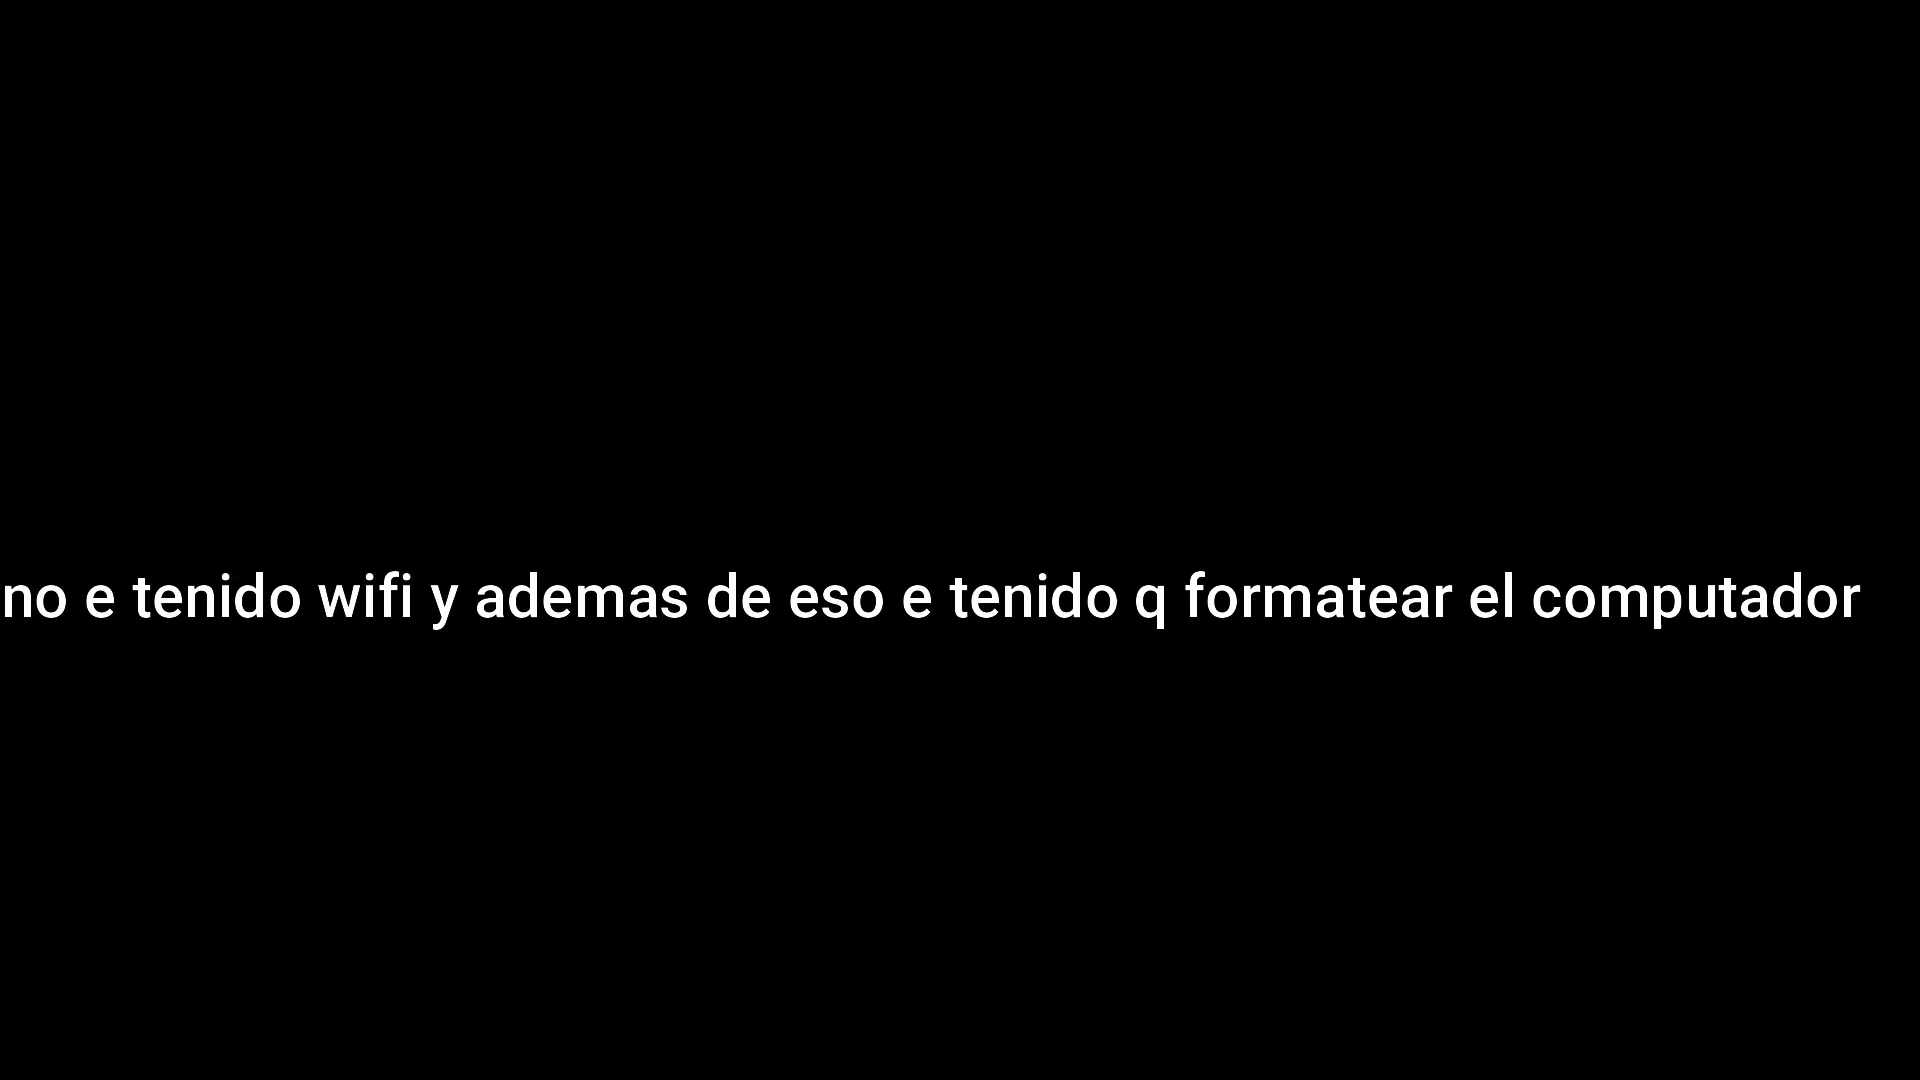 no e tenido wifi y ademas de eso e tenido q formatear el computador